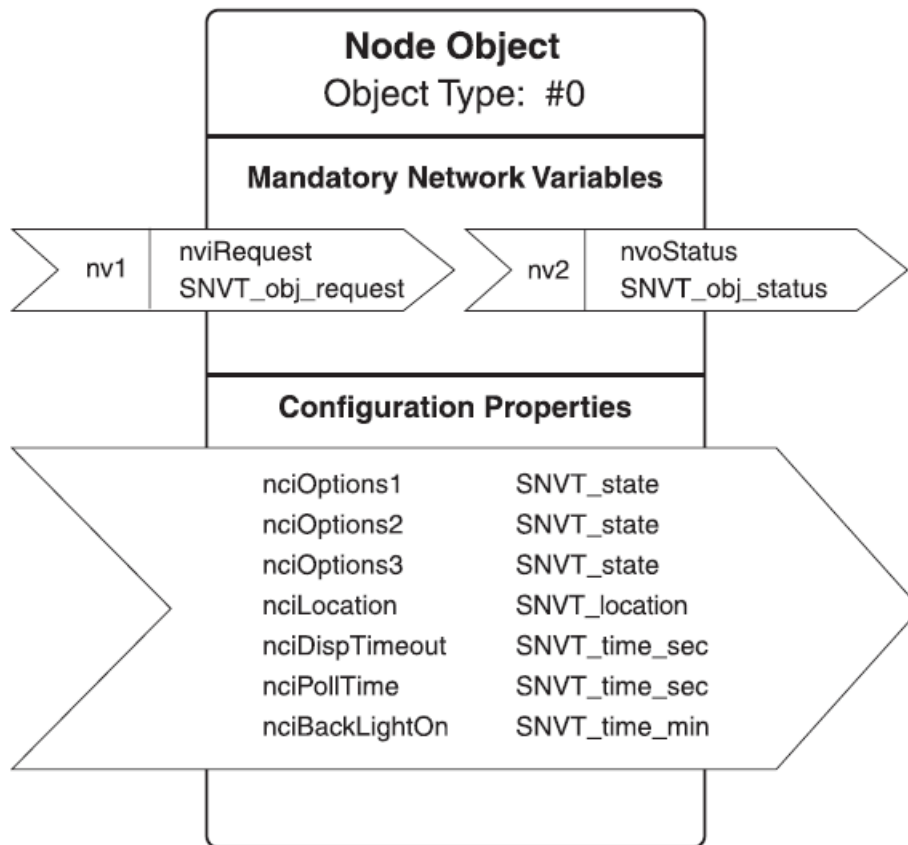 Node Object
Object Type: #0
Mandatory Network Variables
nv1
nviRequest
SNVT_obj_request
nv2
nvoStatus
SNVT_obj_status
Configuration Properties
nciOptions1 SNVT_state
nciOptions2 SNVT_state
nciOptions3 SNVT_state
nciLocation SNVT_location
nciDispTimeout SNVT_time_sec
nciPollTime SNVT_time_sec
nciBackLightOn SNVT_time_min